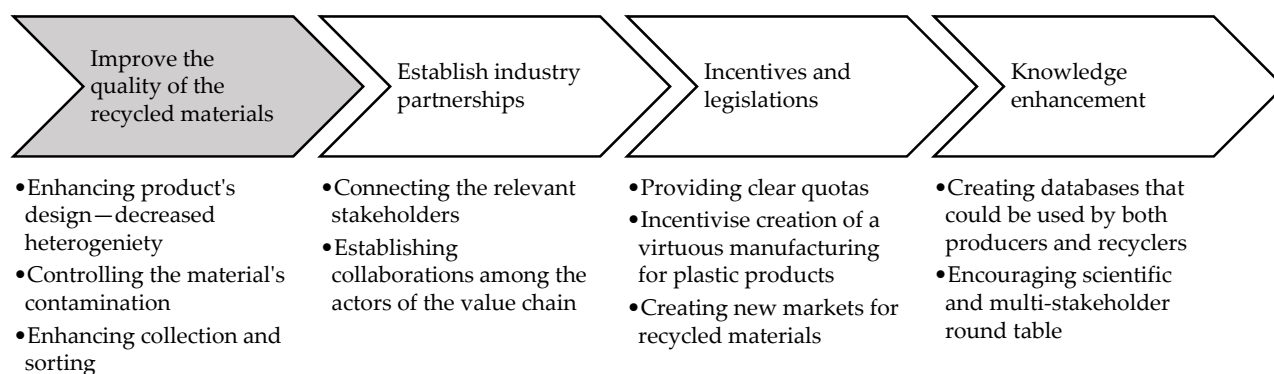 Improve the
quality of the
recycled materials
•Enhancing product's
design—decreased
heterogeniety
•Controlling the material's
contamination
•Enhancing collection and
sorting
Establish industry
partnerships
•Connecting the relevant
stakeholders
•Establishing
collaborations among the
actors of the value chain
Incentives and
legislations
•Providing clear quotas
•Incentivise creation of a
virtuous manufacturing
for plastic products
•Creating new markets for
recycled materials
Knowledge
enhancement
•Creating databases that
could be used by both
producers and recyclers
•Encouraging scientific
and multi-stakeholder
round table